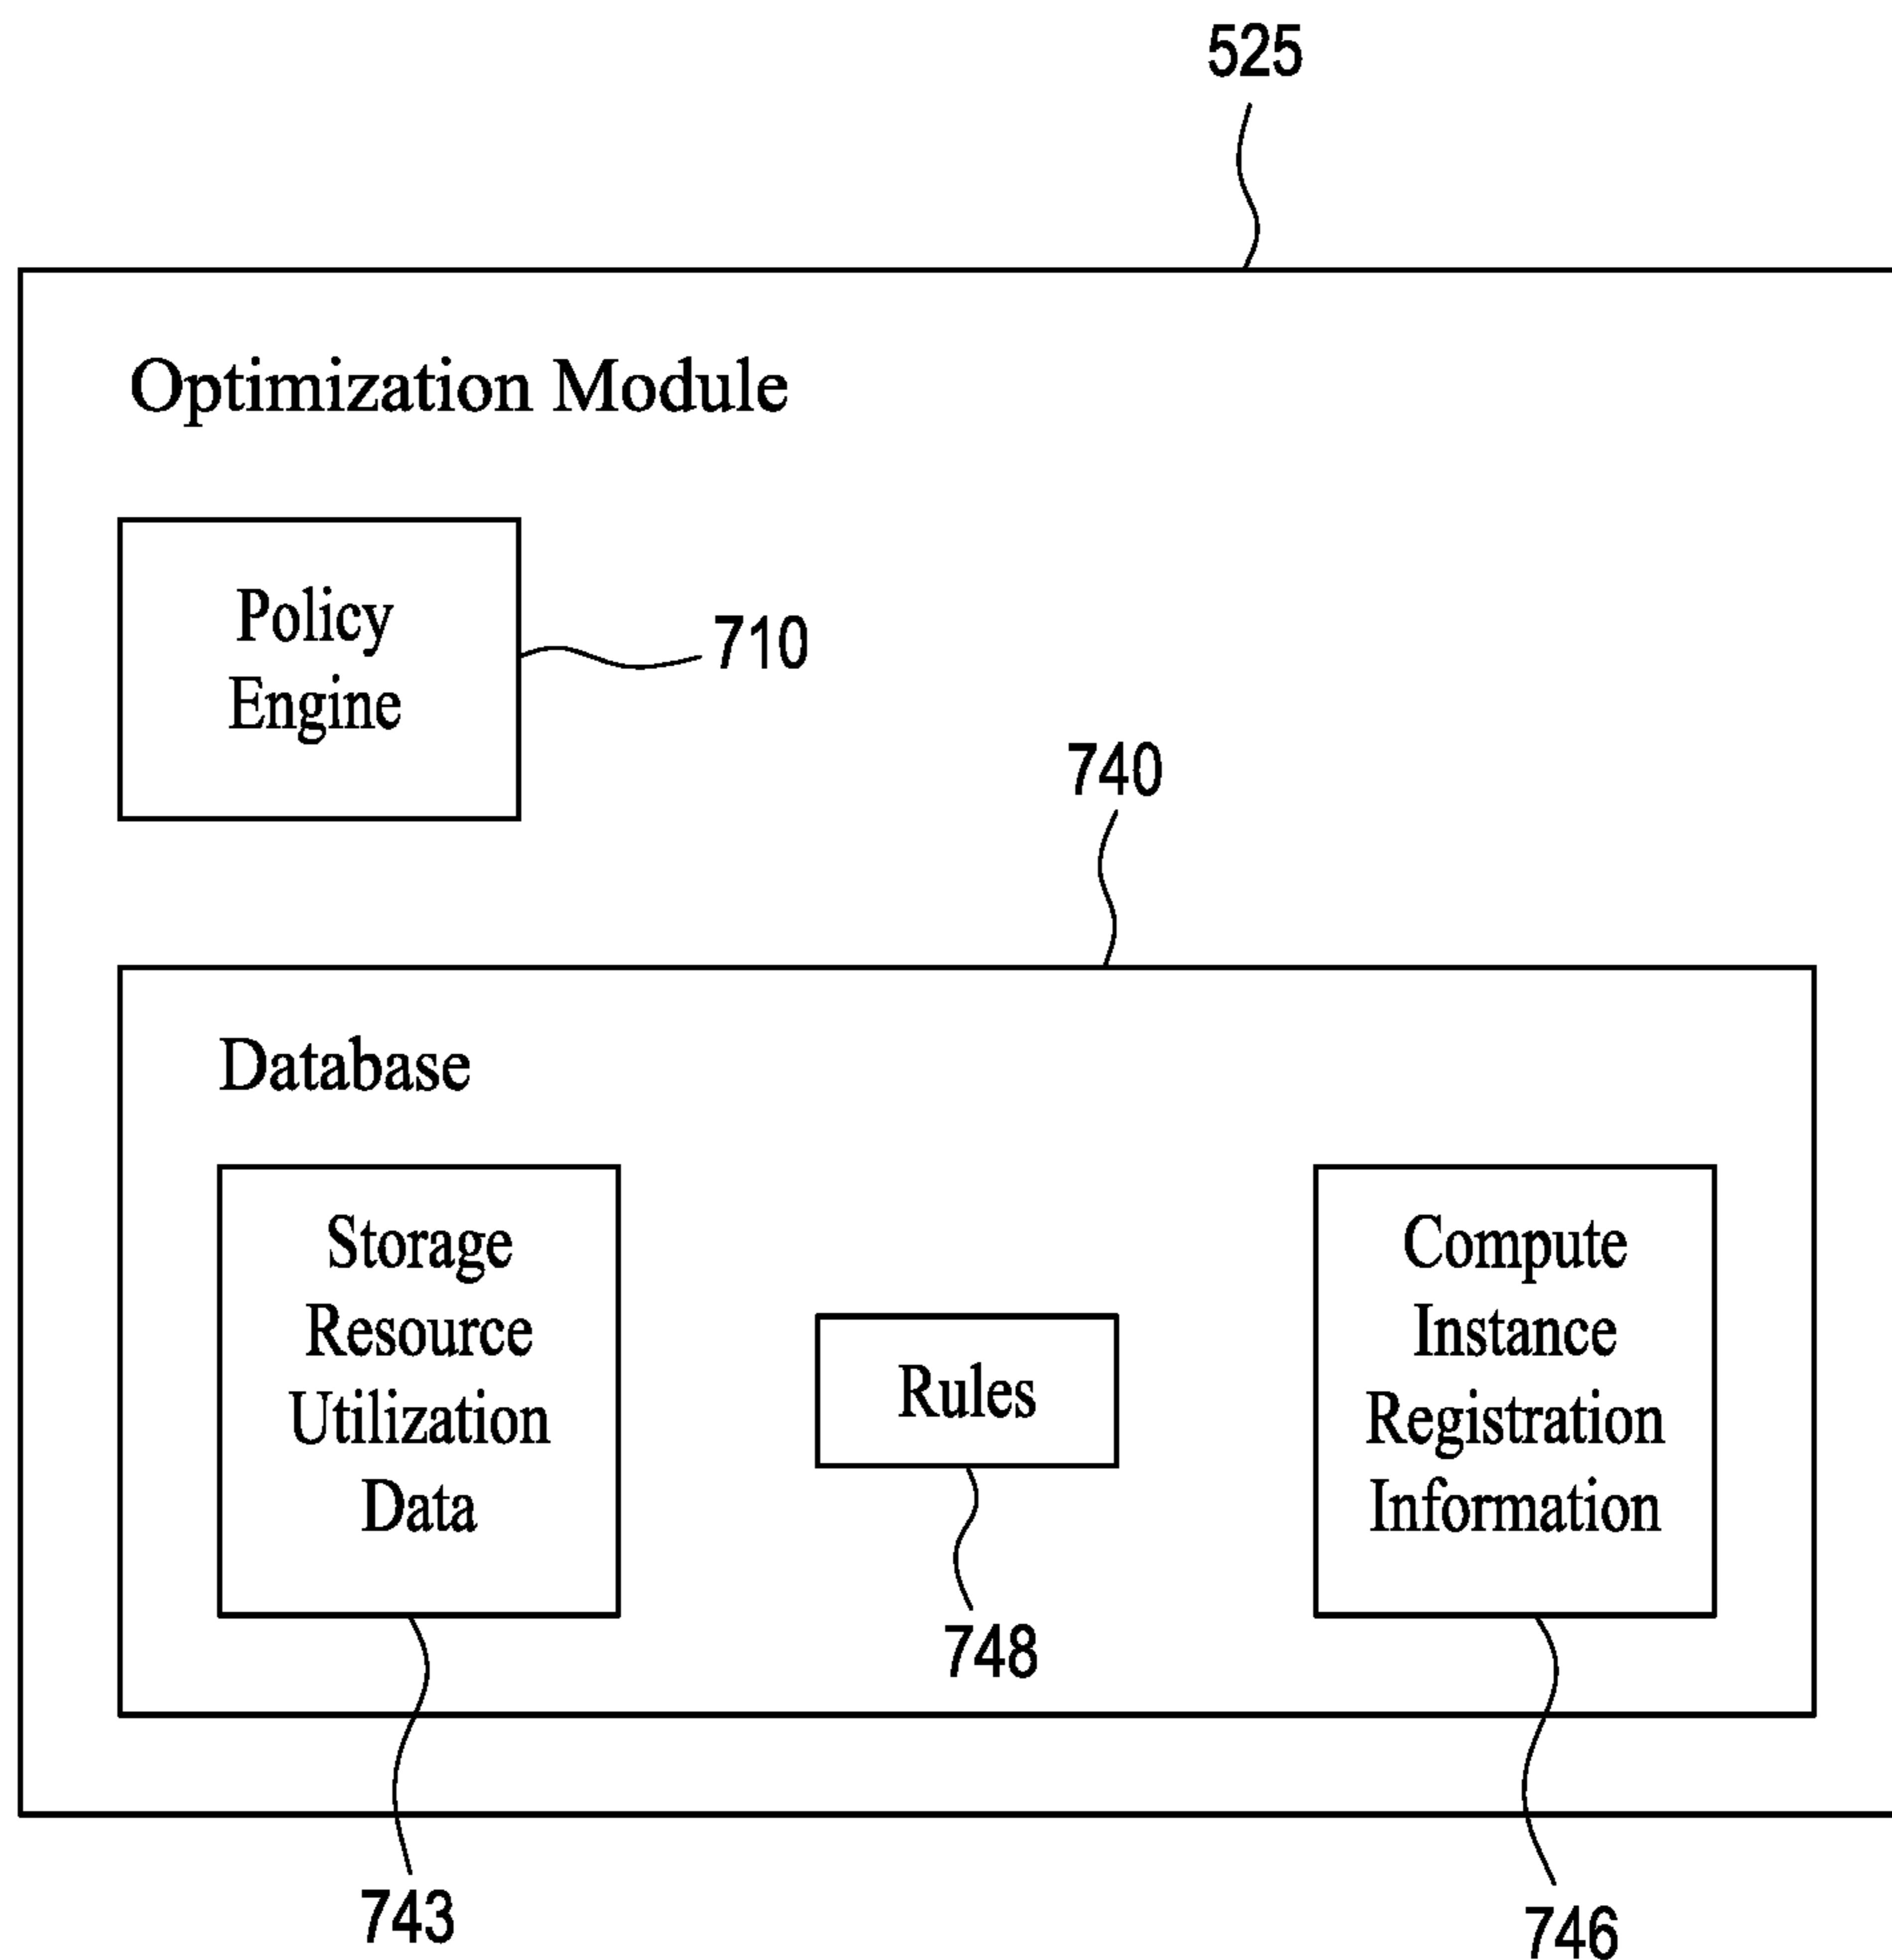 525
Optimization Module
Policy
Engine
710
740
Database
Storage
Resource
Utilization
Data
Rules
748
Compute
Instance
Registration
Information
743
746